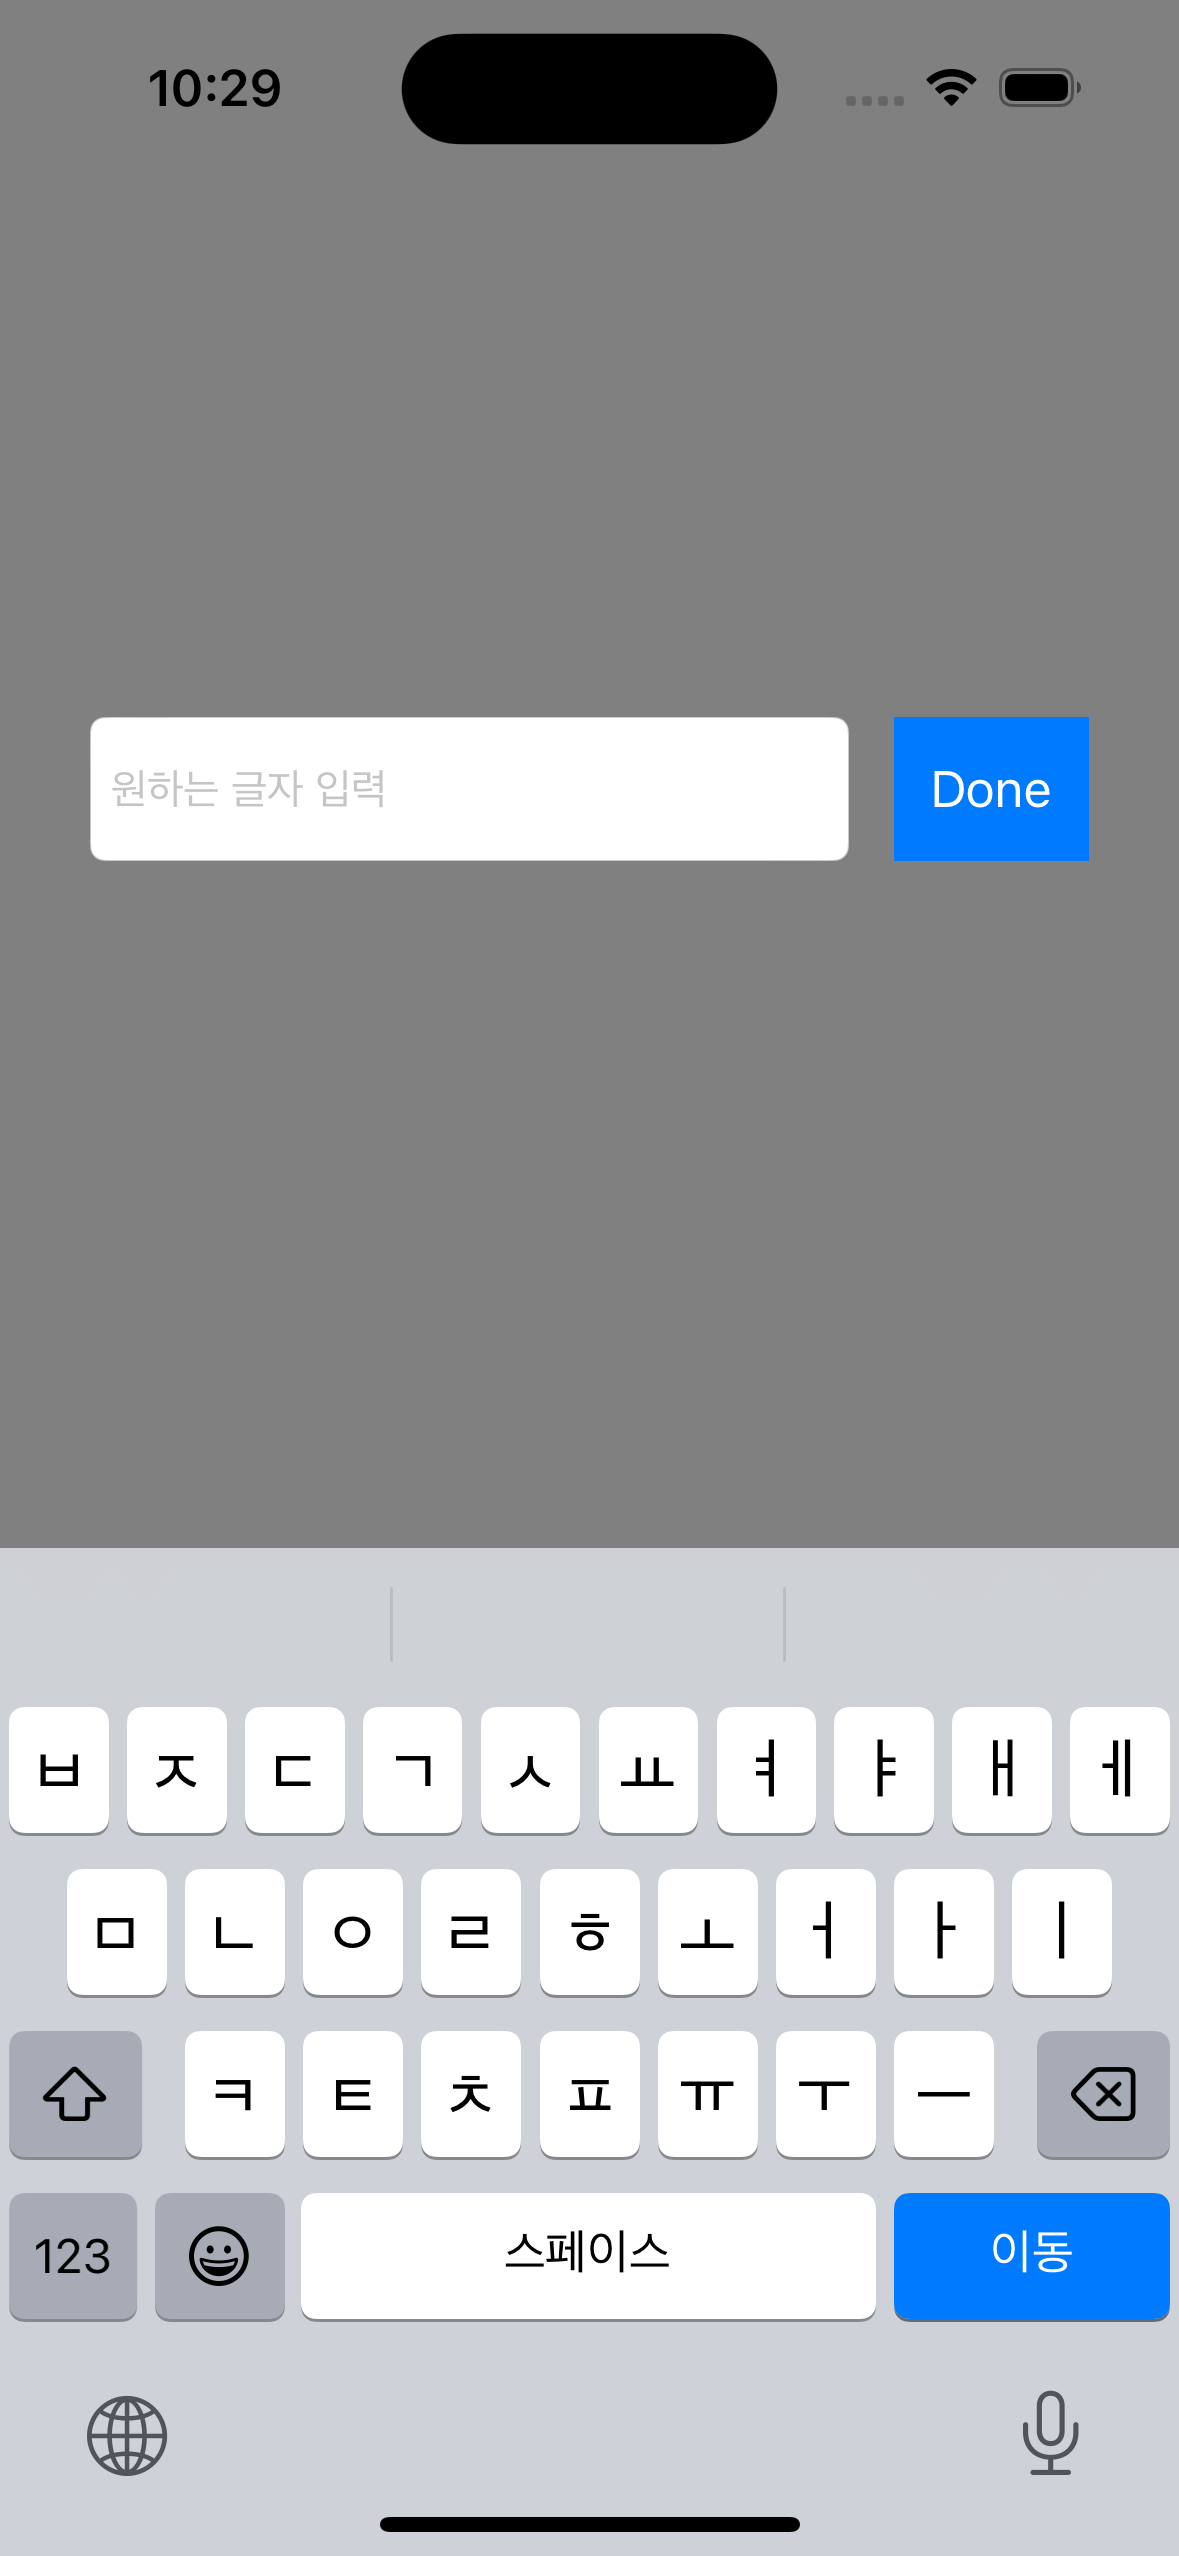 10:29
원하는 글자 입력
Done
ㅂ ㅈ ㄷ ㄱ ㅅ ㅛ ㅕ ㅑ ㅐ ㅔ
ㅁ ㄴ ㅇ ㄹ ㅎ ㅗ ㅓ ㅏ ㅣ
ㅋ ㅌ ㅊ ㅍ ㅠ ㅜ ㅡ
123 스페이스 이동